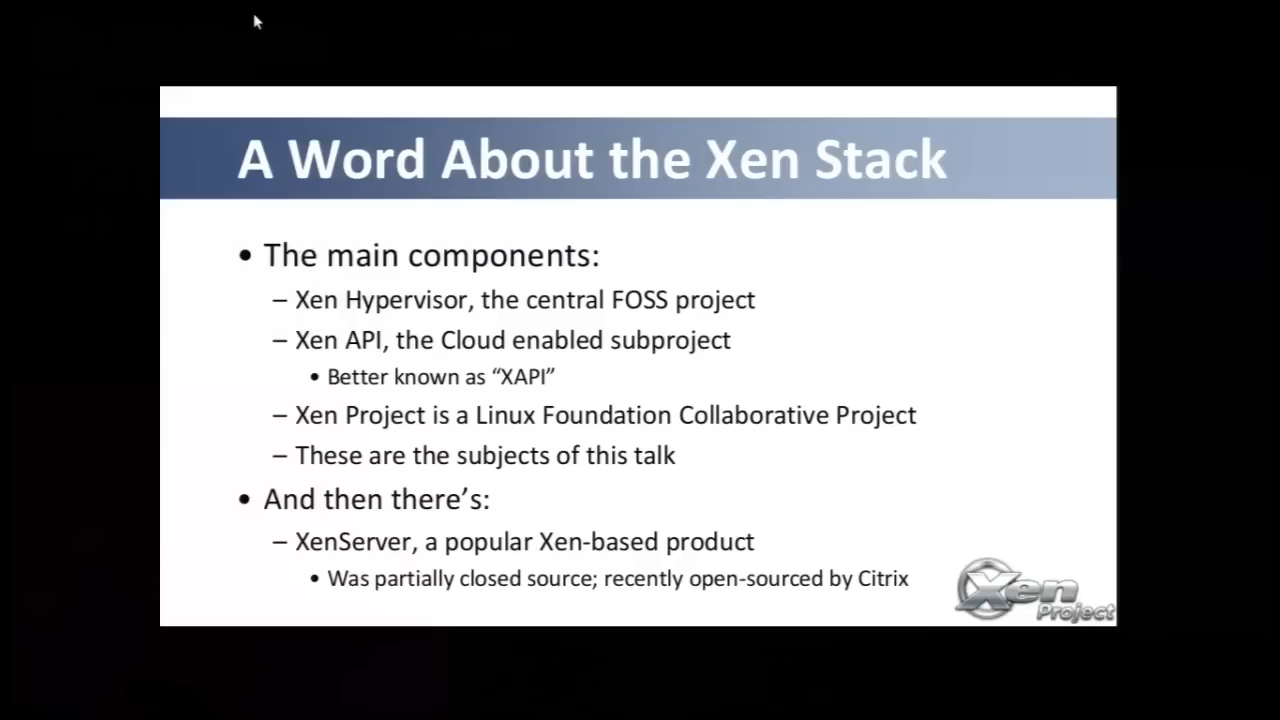 A Word About the Xen Stack
• The main components:
– Xen Hypervisor, the central FOSS project
– Xen API, the Cloud enabled subproject
• Better known as “XAPI”
– Xen Project is a Linux Foundation Collaborative Project
– These are the subjects of this talk
• And then there’s:
– XenServer, a popular Xen-based product
• Was partially closed source; recently open-sourced by Citrix
Xen
Project